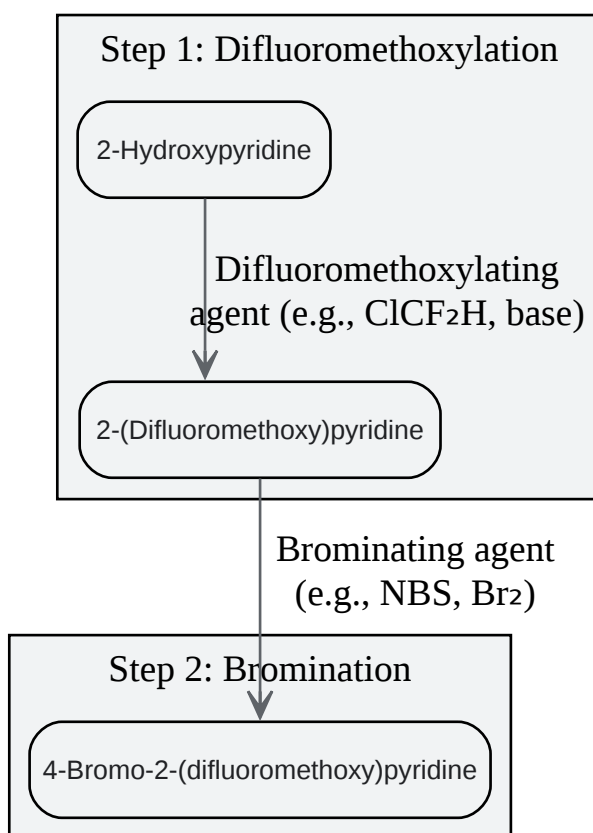 Step 1: Difluoromethoxylation
2-Hydroxypyridine
Difluoromethoxylating
agent (e.g., ClCF₂H, base)
2-(Difluoromethoxy)pyridine
Brominating agent
(e.g., NBS, Br₂)
Step 2: Bromination
4-Bromo-2-(difluoromethoxy)pyridine